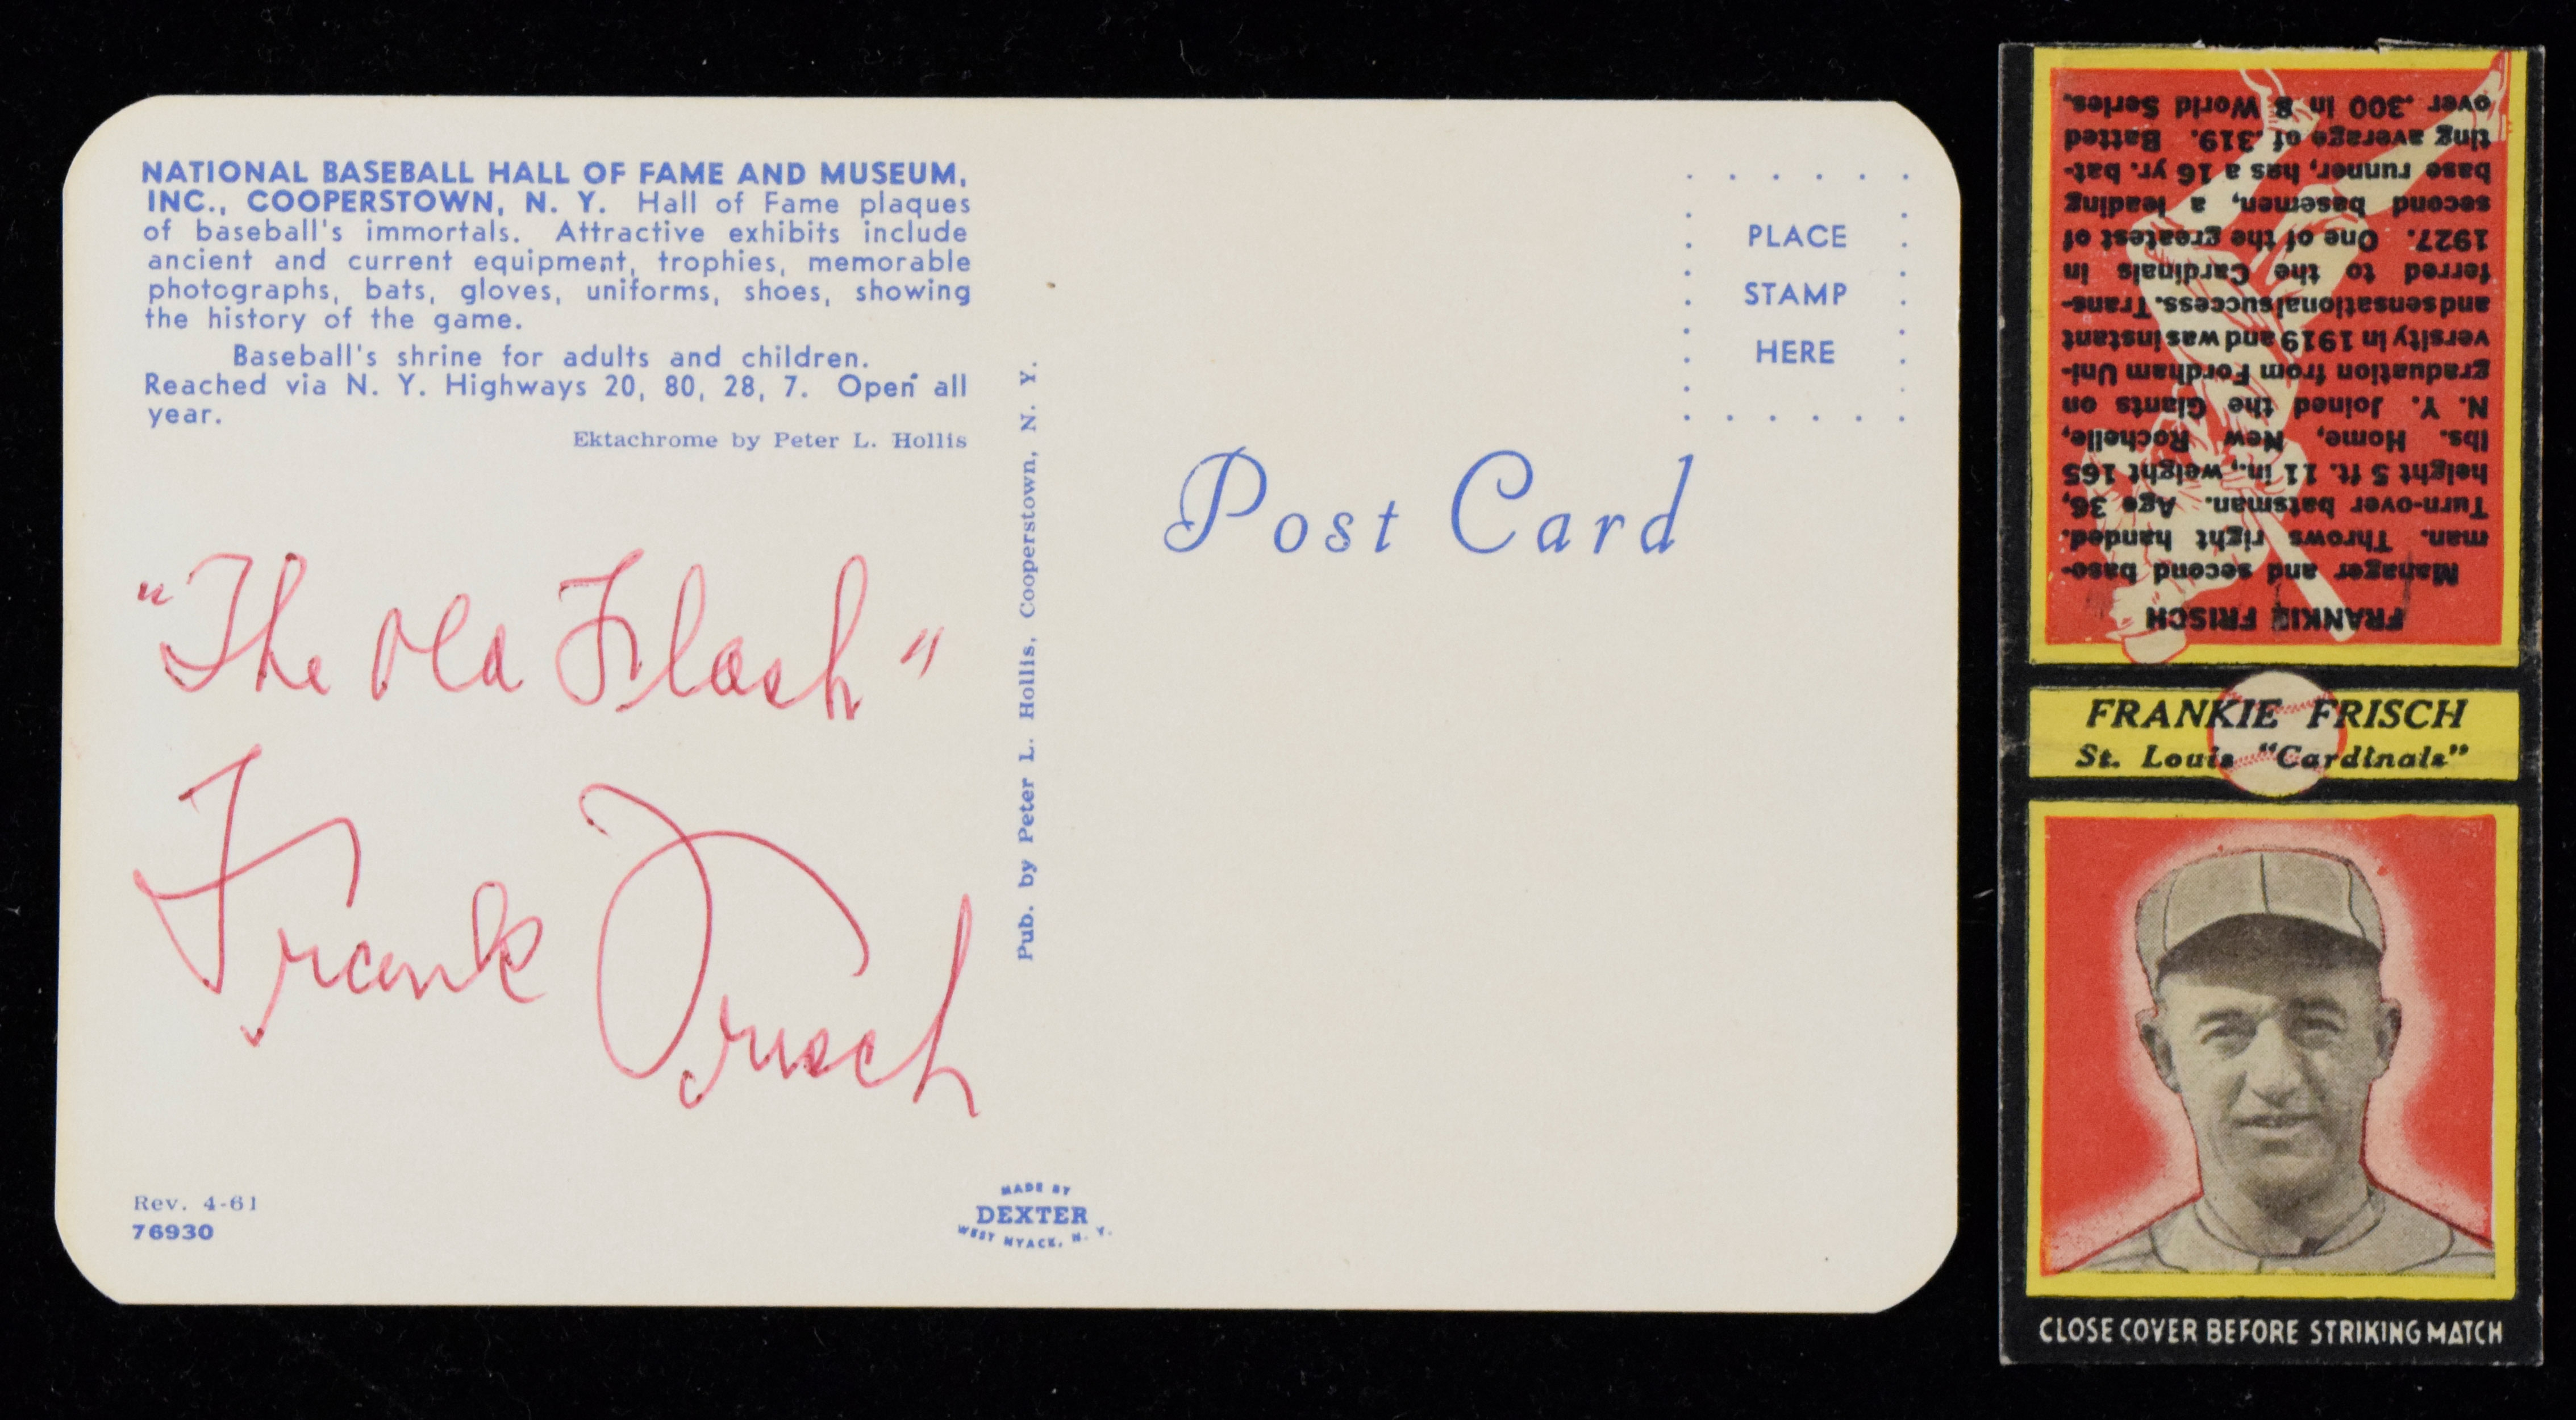 NATIONAL BASEBALL HALL OF FAME AND MUSEUM,
INC., COOPERSTOWN, N. Y. Hall of Fame plaques
of baseball's immortals. Attractive exhibits include
ancient and current equipment, trophies, memorable
photographs, bats, gloves, uniforms, shoes, showing
the history of the game.
Baseball's shrine for adults and children.
Reached via N. Y. Highways 20, 80, 28, 7. Open all
year.
Ektachrome by Peter L. Hollis
"The Old Flash"
Frank Frisch
Rev. 4-61
76930
Pub. by Peter L. Hollis, Cooperstown, N. Y.
MADE BY
DEXTER
WEST NYACK, N. Y.
PLACE
STAMP
HERE
Post Card
FRANKIE FRISCH
Manager and second base-
man. Throws right handed.
Turn-over batsman. Age 36,
height 5 ft. 11 in., weight 165
lbs. Home, New Rochelle,
N. Y. Joined the Giants on
graduation from Fordham Uni-
versity in 1919 and was instant
and sensational success. Trans-
ferred to the Cardinals in
1927. One of the greatest of
second basemen, a leading
base runner, has a 16 yr. bat-
ting average of .319. Batted
over .300 in 8 World Series.
FRANKIE FRISCH
St. Louis "Cardinals"
CLOSE COVER BEFORE STRIKING MATCH